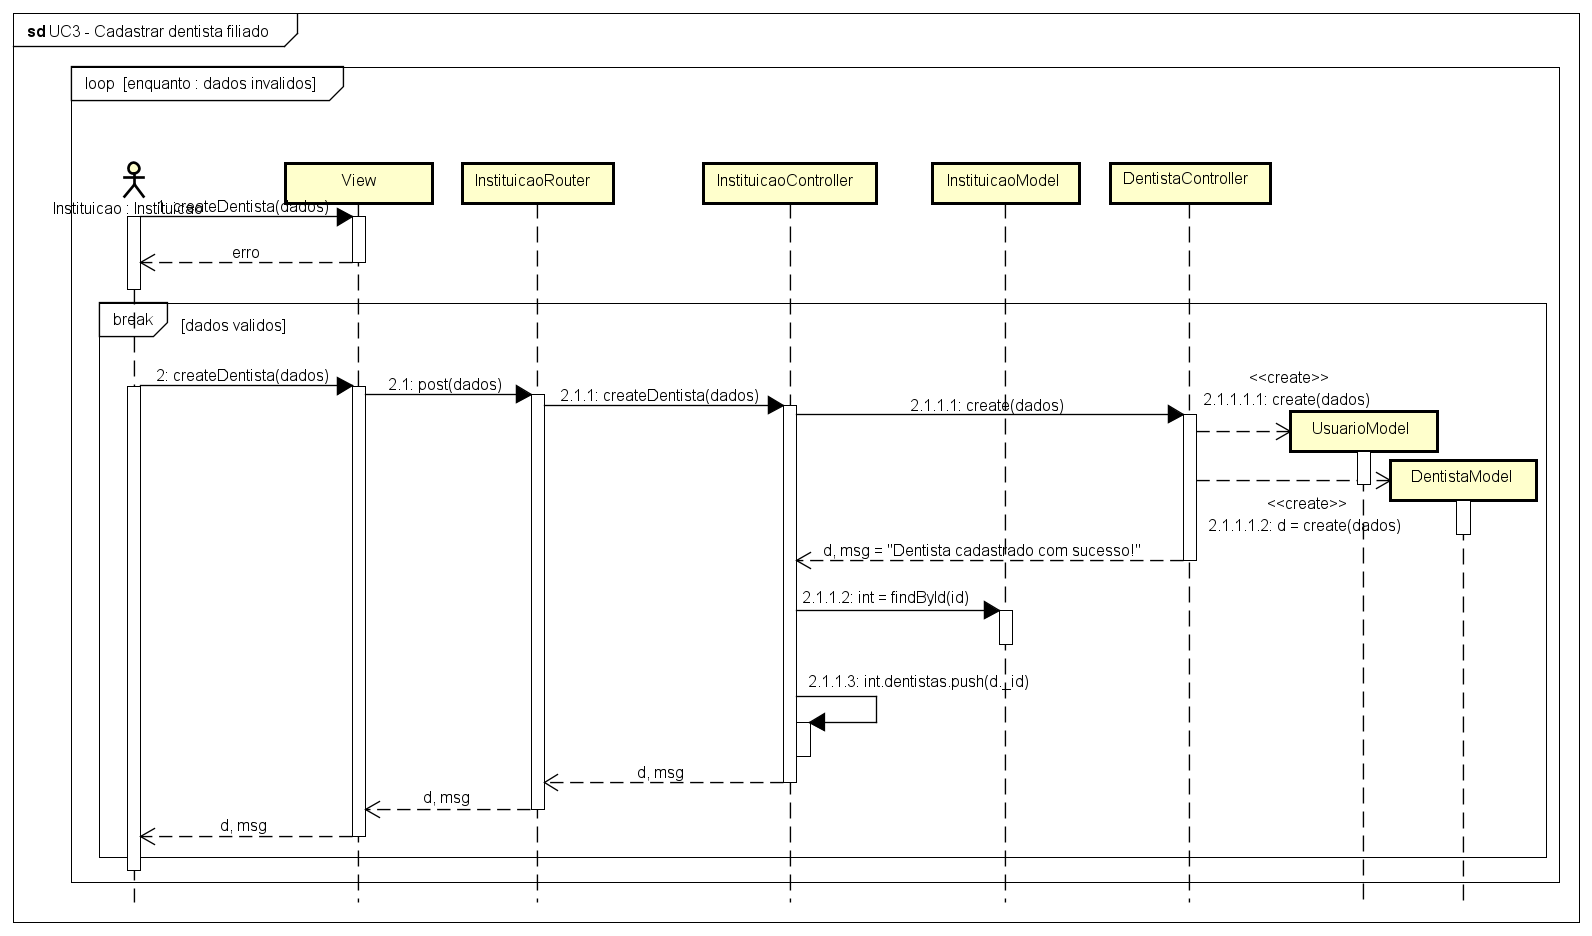 sd UC3 - Cadastrar dentista filiado
loop [enquanto : dados invalidos]
View
InstituicaoRouter
InstituicaoController
InstituicaoModel
DentistaController
Instituicao : Instituicao
1: createDentista(dados)
erro
break
[dados validos]
2: createDentista(dados)
2.1: post(dados)
2.1.1: createDentista(dados)
2.1.1.1: create(dados)
<<create>>
2.1.1.1.1: create(dados)
UsuarioModel
DentistaModel
<<create>>
2.1.1.1.2: d = create(dados)
d, msg = "Dentista cadastrado com sucesso!"
2.1.1.2: int = findById(id)
2.1.1.3: int.dentistas.push(d._id)
d, msg
d, msg
d, msg